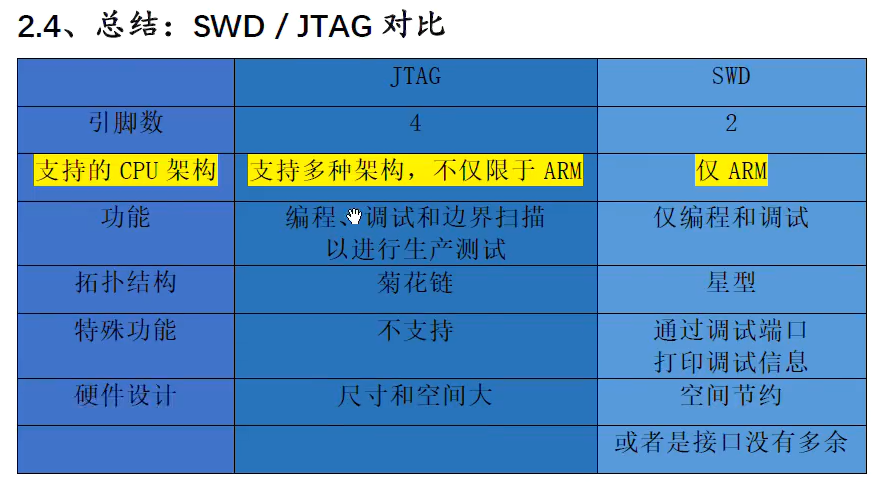 2.4、总结：SWD / JTAG 对比
JTAG SWD
引脚数 4 2
支持的 CPU 架构 支持多种架构，不仅限于 ARM 仅 ARM
功能 编程、调试和边界扫描 仅编程和调试
以进行生产测试
拓扑结构 菊花链 星型
特殊功能 不支持 通过调试端口
打印调试信息
硬件设计 尺寸和空间大 空间节约
或者是接口没有多余